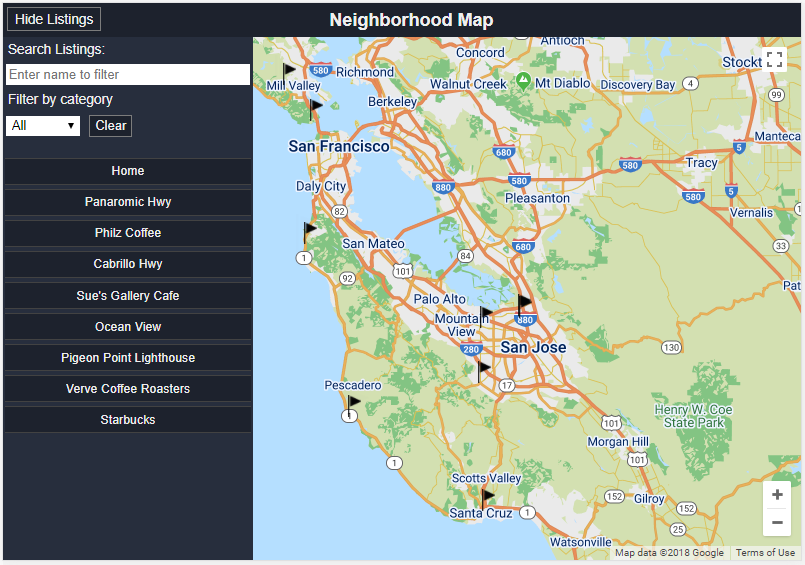 Hide Listings
Neighborhood Map
Search Listings:
Enter name to filter
Filter by category
All
Clear
Home
Panaromic Hwy
Philz Coffee
Cabrillo Hwy
Sue's Gallery Cafe
Ocean View
Pigeon Point Lighthouse
Verve Coffee Roasters
Starbucks
Antioch
Concord
Stockt
580
Richmond
Mill Valley
Walnut Creek
Mt Diablo
Discovery Bay
4
99
Berkeley
Manteca
San Francisco
680
5
580
Tracy
Daly City
880
580
580
5
Pleasanton
82
Vernalis
1
San Mateo
680
33
1
84
101
92
Pat
Palo Alto
Mountain
View
880
280
San Jose
130
Pescadero
17
Henry W. Coe
State Park
1
101
Morgan Hill
101
1
Scotts Valley
152
Gilroy
152
Santa Cruz
1
25
Watsonville
+
−
Map data ©2018 Google
Terms of Use